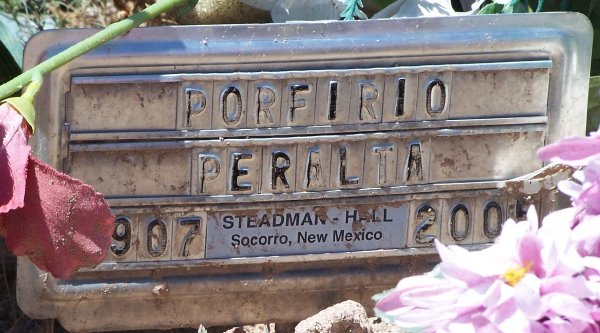 PORFIRIO
PERALTA
907 STEADMAN - HALL 200
Socorro, New Mexico